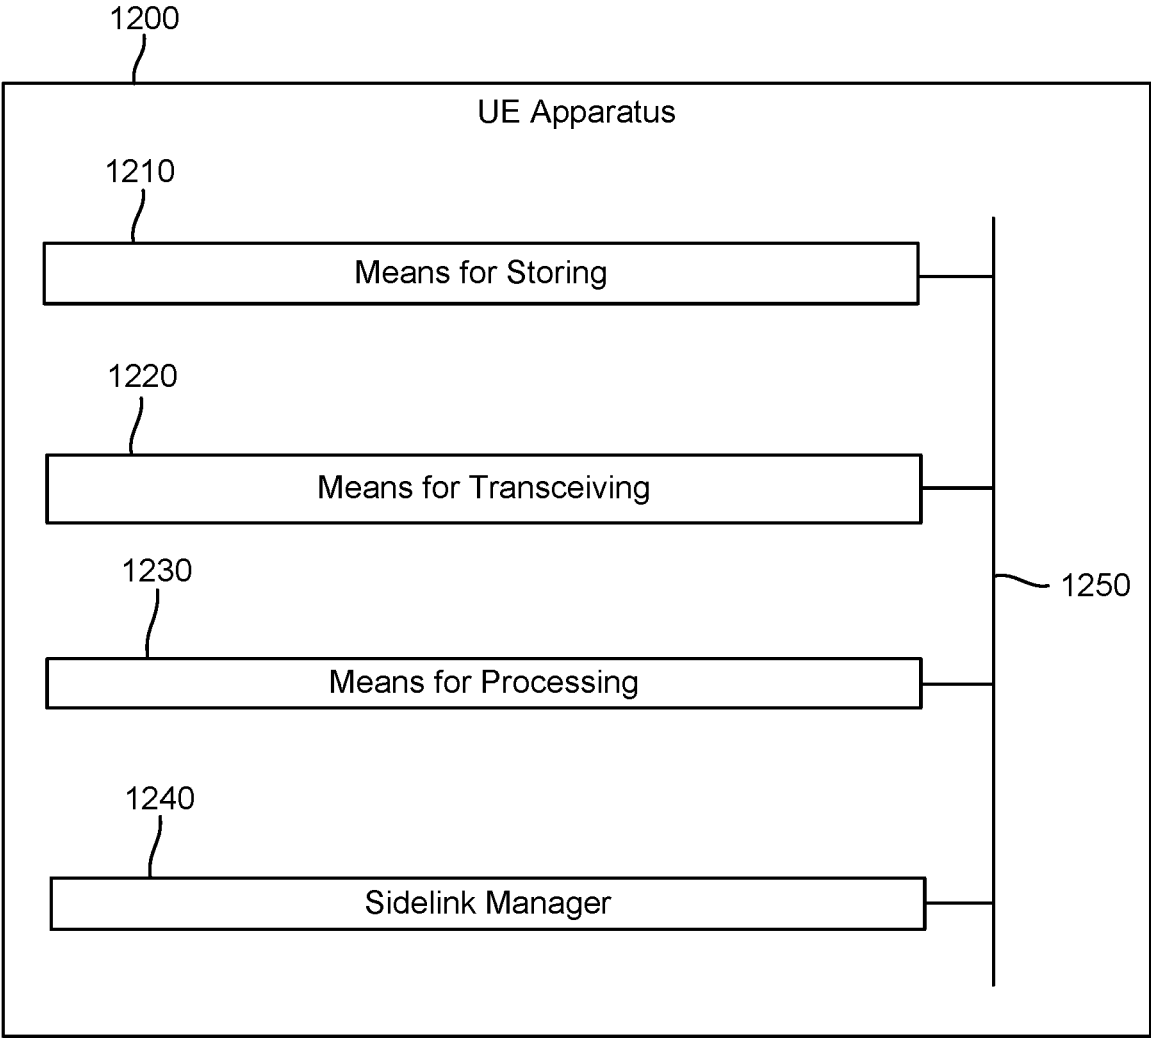 1200
UE Apparatus
1210
Means for Storing
1220
Means for Transceiving
1230
1250
Means for Processing
1240
Sidelink Manager